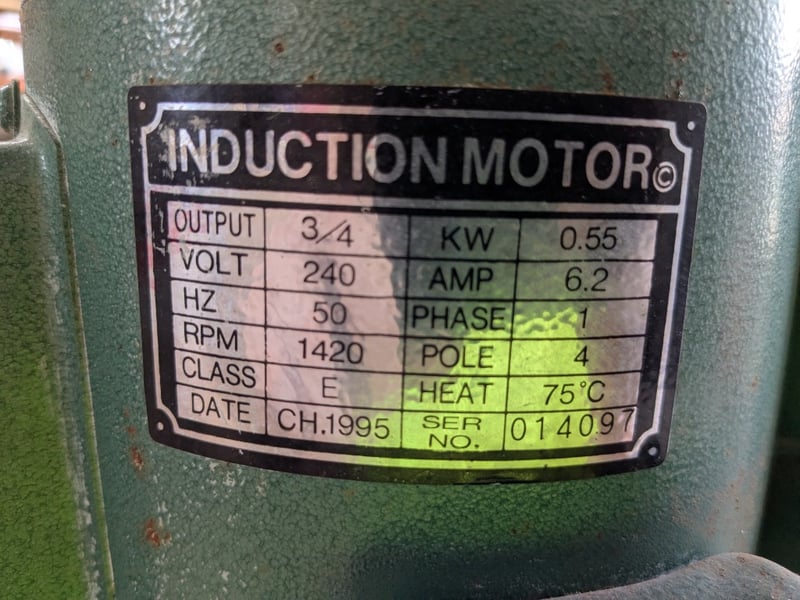 INDUCTION MOTOR©
OUTPUT 3/4 KW 0.55
VOLT 240 AMP 6.2
HZ 50 PHASE 1
RPM 1420 POLE 4
CLASS E HEAT 75°C
DATE CH.1995 SER NO. 014097